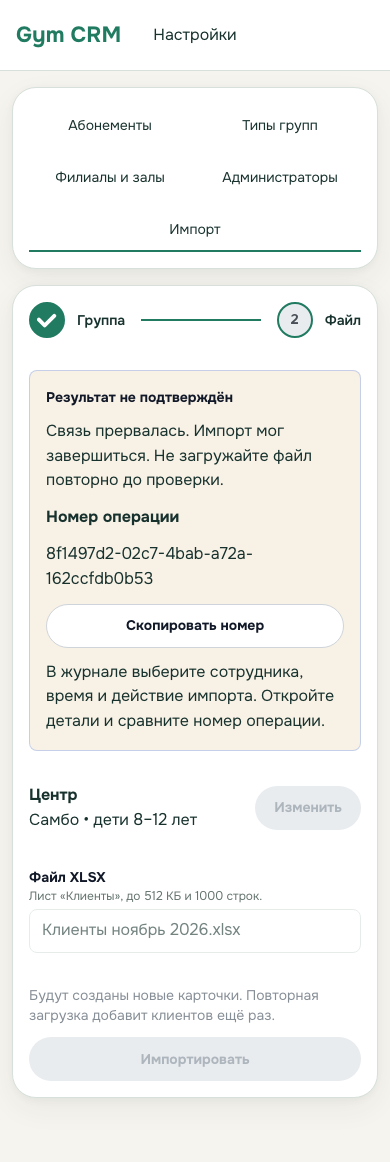 Gym CRM Настройки
Абонементы Типы групп
Филиалы и залы Администраторы
Импорт
Группа 2 Файл
Результат не подтверждён
Связь прервалась. Импорт мог
завершиться. Не загружайте файл
повторно до проверки.
Номер операции
8f1497d2-02c7-4bab-a72a-
162ccfdb0b53
Скопировать номер
В журнале выберите сотрудника,
время и действие импорта. Откройте
детали и сравните номер операции.
Центр
Самбо • дети 8–12 лет
Изменить
Файл XLSX
Лист «Клиенты», до 512 КБ и 1000 строк.
Клиенты ноябрь 2026.xlsx
Будут созданы новые карточки. Повторная
загрузка добавит клиентов ещё раз.
Импортировать